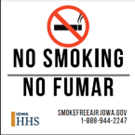 NO SMOKING
NO FUMAR
IOWA
HHS
SMOKEFREEAIR.IOWA.GOV
1-888-944-2247